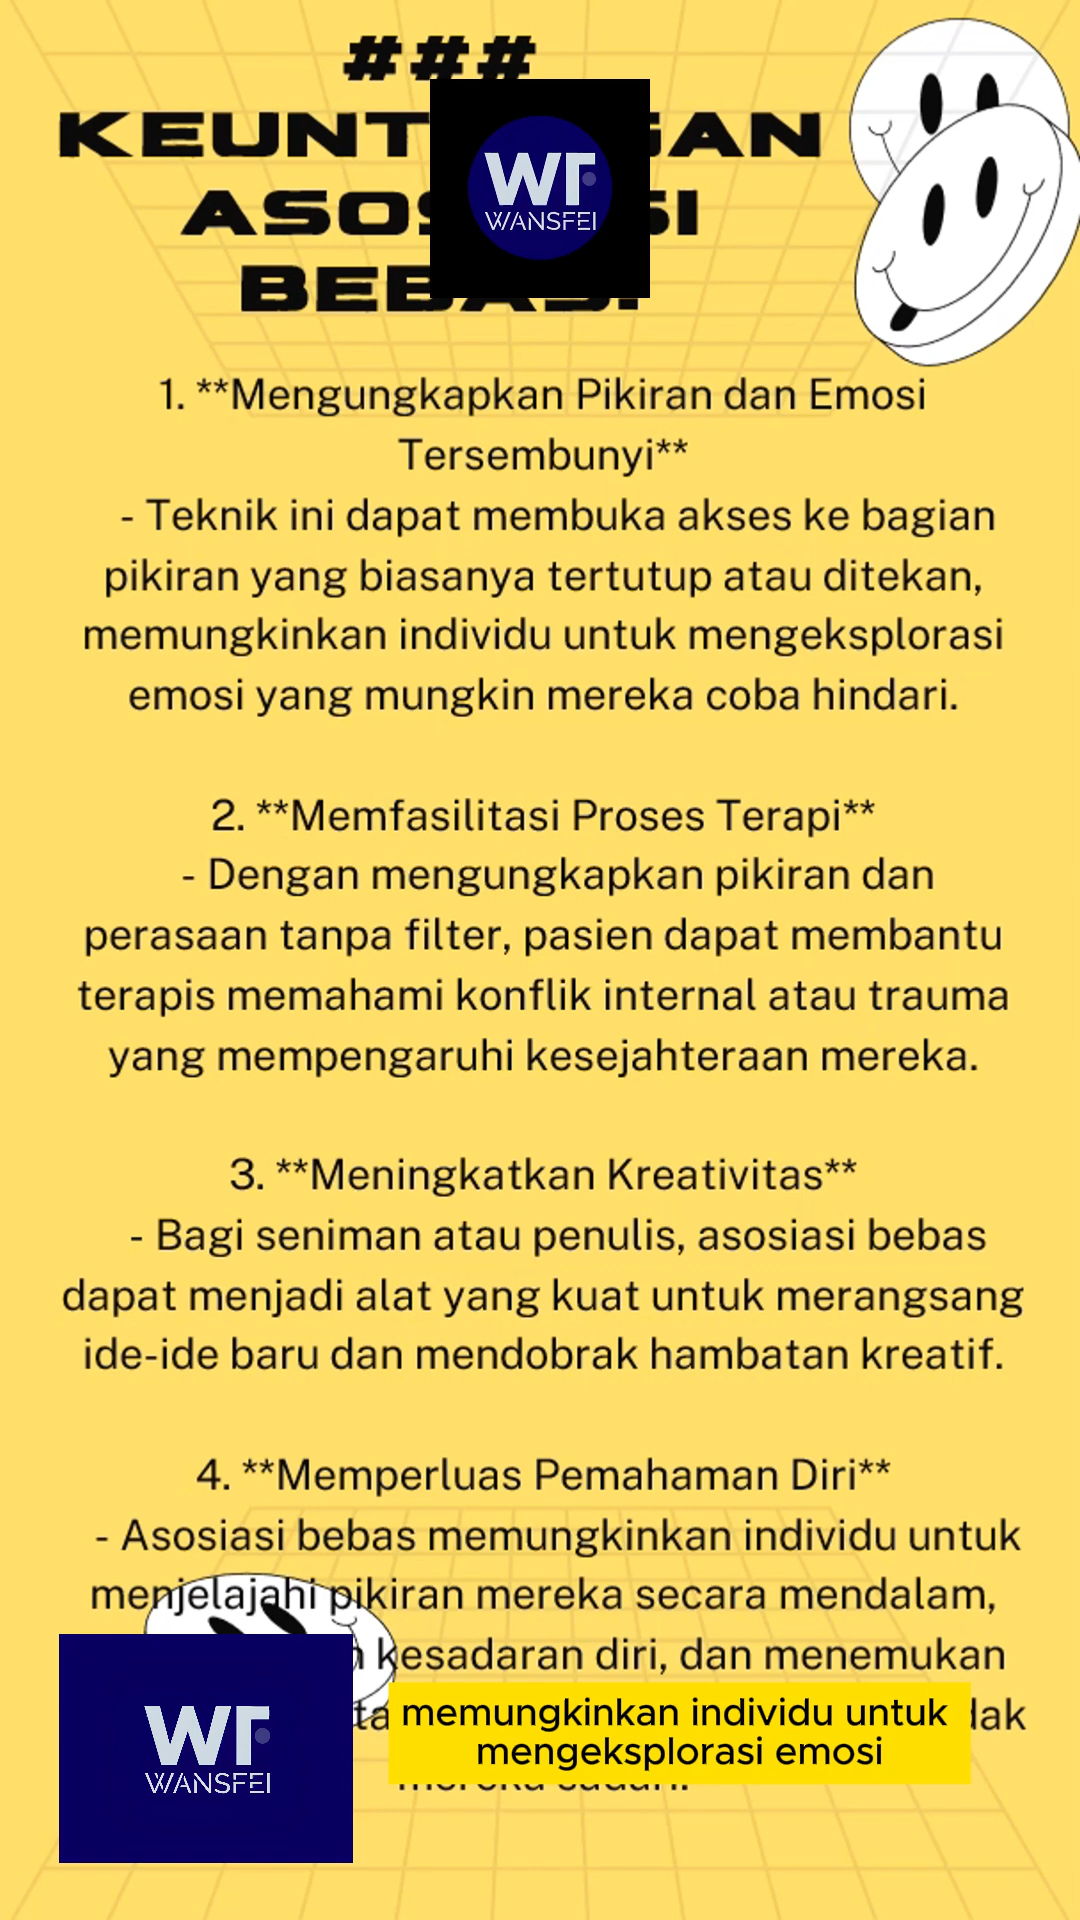 ###
WF
WANSFEI
1. **Mengungkapkan Pikiran dan Emosi
Tersembunyi**
- Teknik ini dapat membuka akses ke bagian
pikiran yang biasanya tertutup atau ditekan,
memungkinkan individu untuk mengeksplorasi
emosi yang mungkin mereka coba hindari.
2. **Memfasilitasi Proses Terapi**
- Dengan mengungkapkan pikiran dan
perasaan tanpa filter, pasien dapat membantu
terapis memahami konflik internal atau trauma
yang mempengaruhi kesejahteraan mereka.
3. **Meningkatkan Kreativitas**
- Bagi seniman atau penulis, asosiasi bebas
dapat menjadi alat yang kuat untuk merangsang
ide-ide baru dan mendobrak hambatan kreatif.
4. **Memperluas Pemahaman Diri**
- Asosiasi bebas memungkinkan individu untuk
menjelajahi pikiran mereka secara mendalam,
kesadaran diri, dan menemukan
memungkinkan individu untuk
mengeksplorasi emosi
WF
WANSFEI